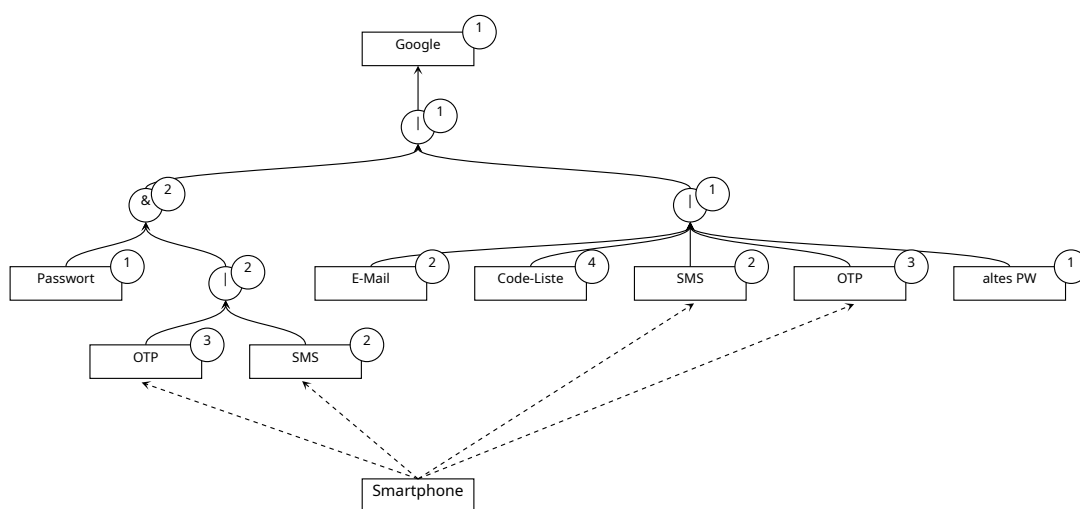 Google 1
| 1
& 2
| 1
Passwort 1
| 2
E-Mail 2
Code-Liste 4
SMS 2
OTP 3
altes PW 1
OTP 3
SMS 2
Smartphone